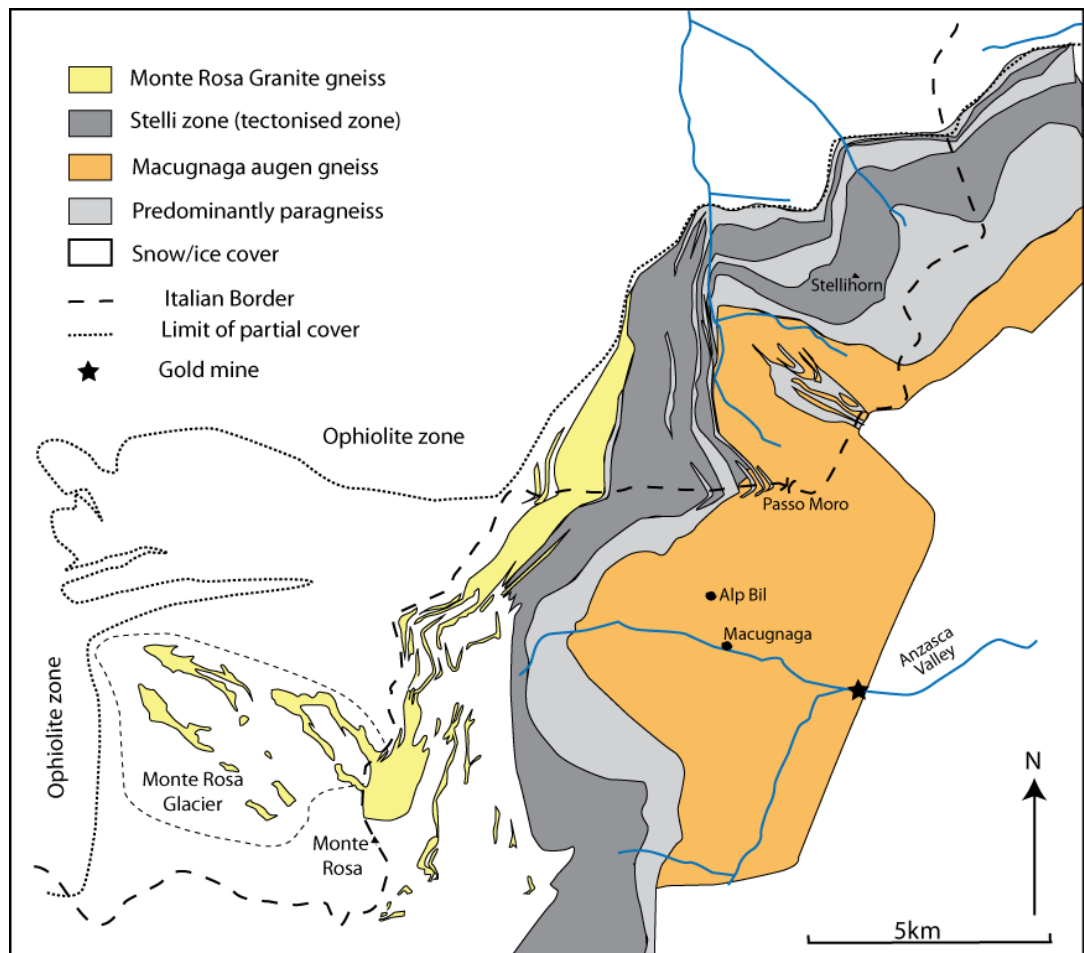 Monte Rosa Granite gneiss
Stelli zone (tectonised zone)
Macugnaga augen gneiss
Predominantly paragneiss
Snow/ice cover
Italian Border
Limit of partial cover
Gold mine
Stellihorn
Ophiolite zone
Passo Moro
Alp Bil
Macugnaga
Anzasca
Valley
Ophiolite zone
Monte Rosa
Glacier
Monte
Rosa
N
5km